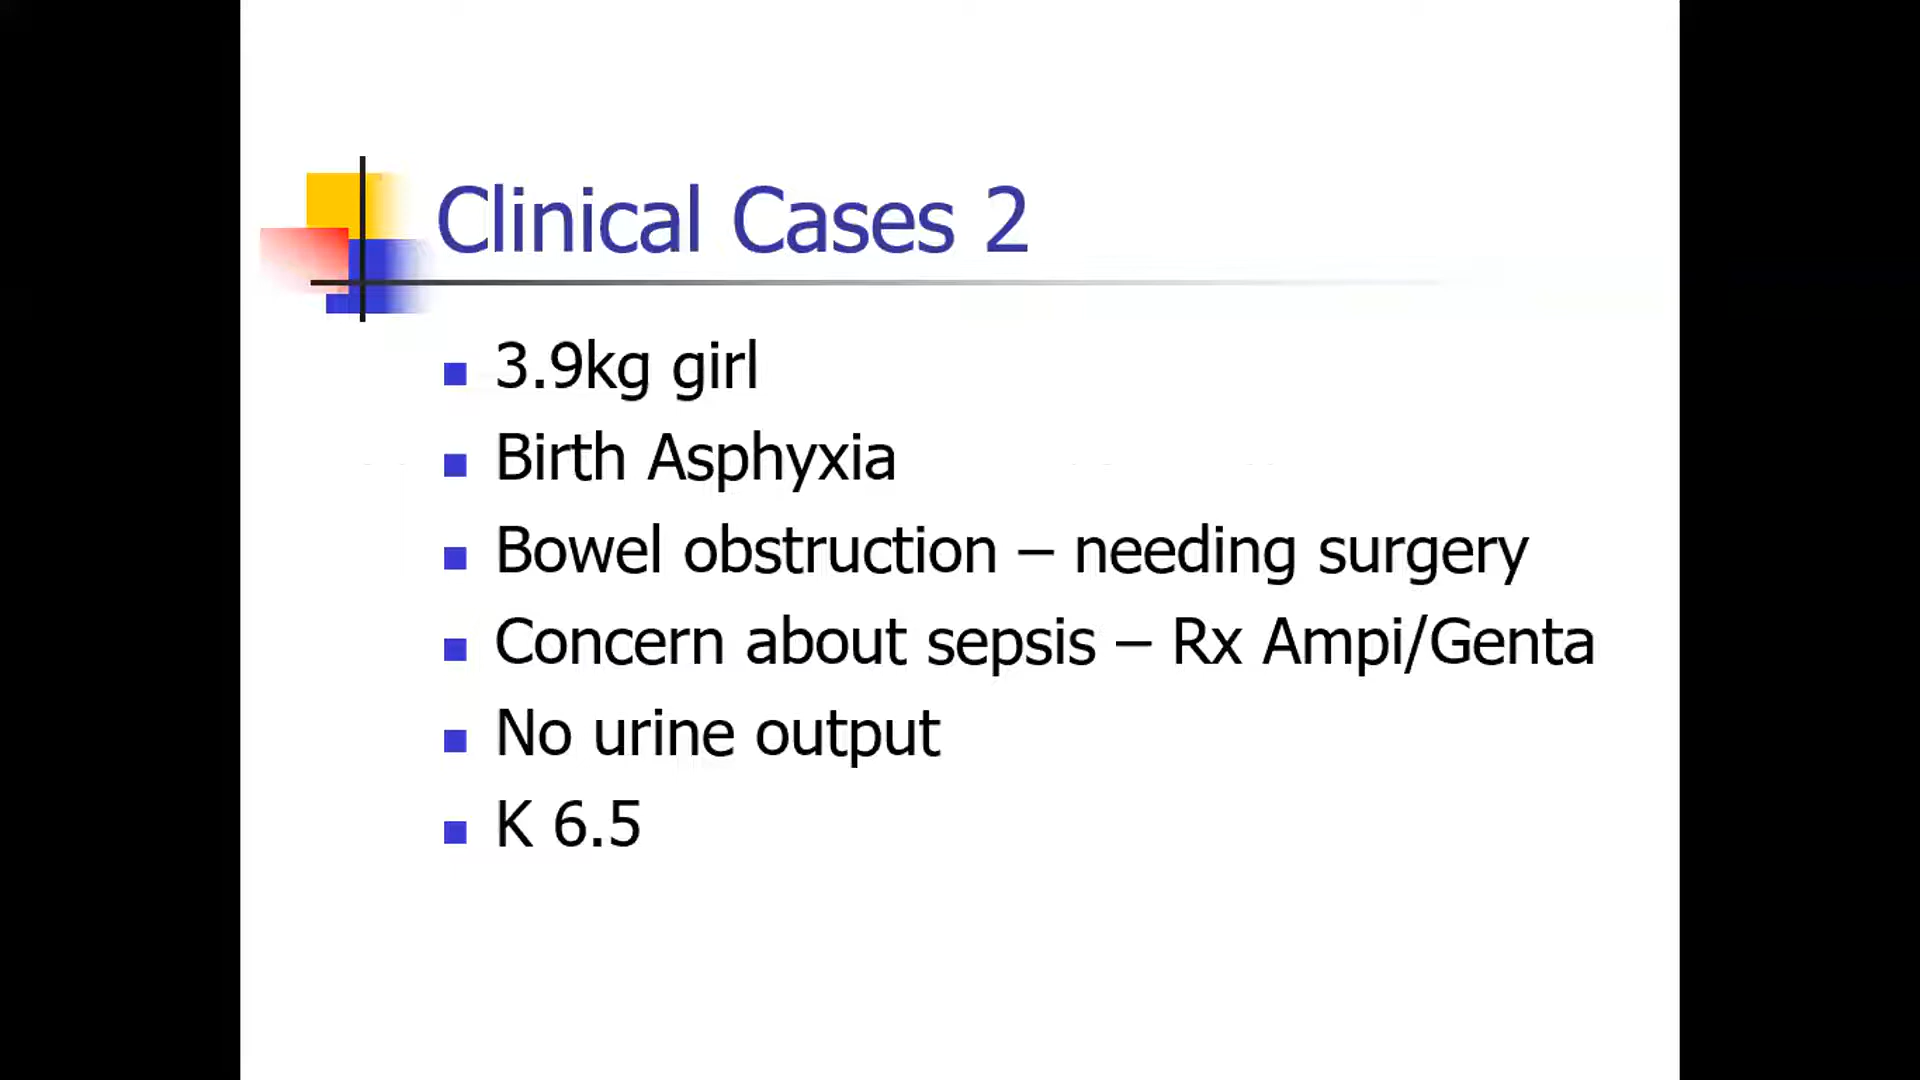 Clinical Cases 2
3.9kg girl
Birth Asphyxia
Bowel obstruction – needing surgery
Concern about sepsis – Rx Ampi/Genta
No urine output
K 6.5